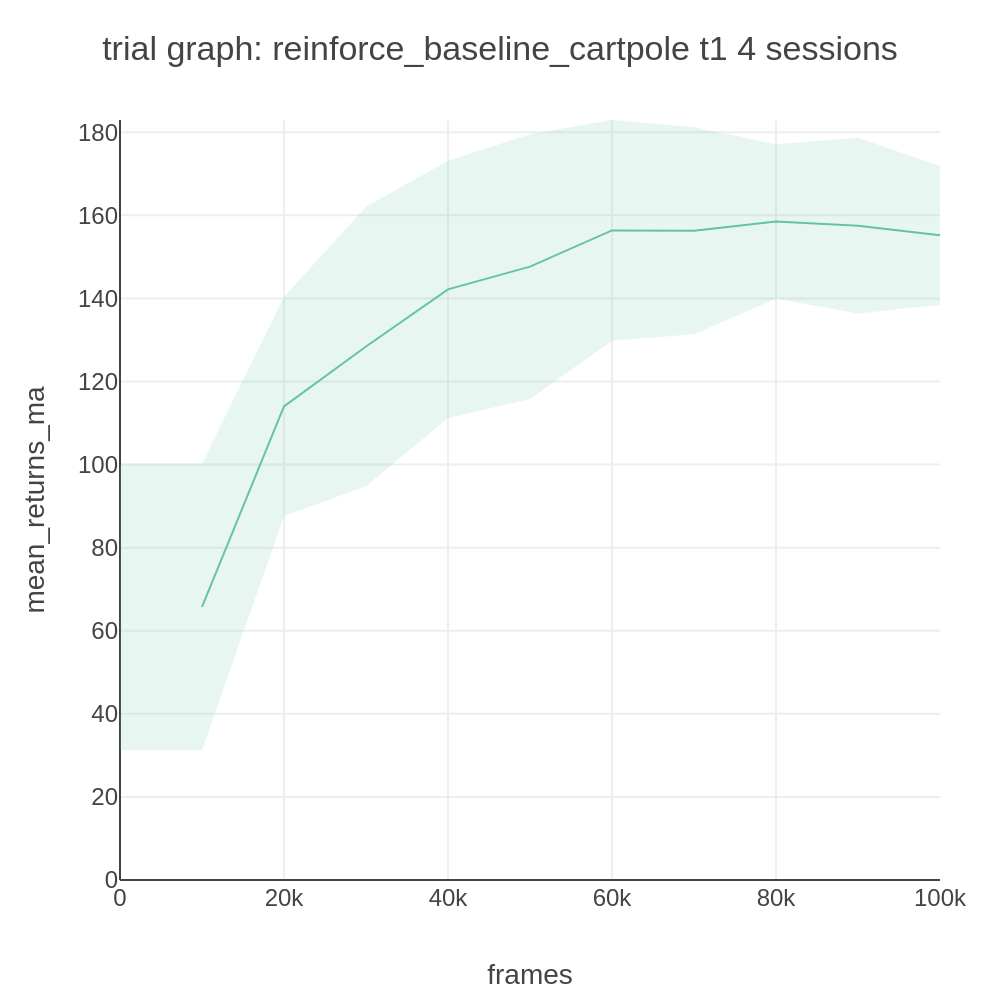 trial graph: reinforce_baseline_cartpole t1 4 sessions
mean_returns_ma
180
160
140
120
100
80
60
40
20
0
0
20k
40k
60k
80k
100k
frames